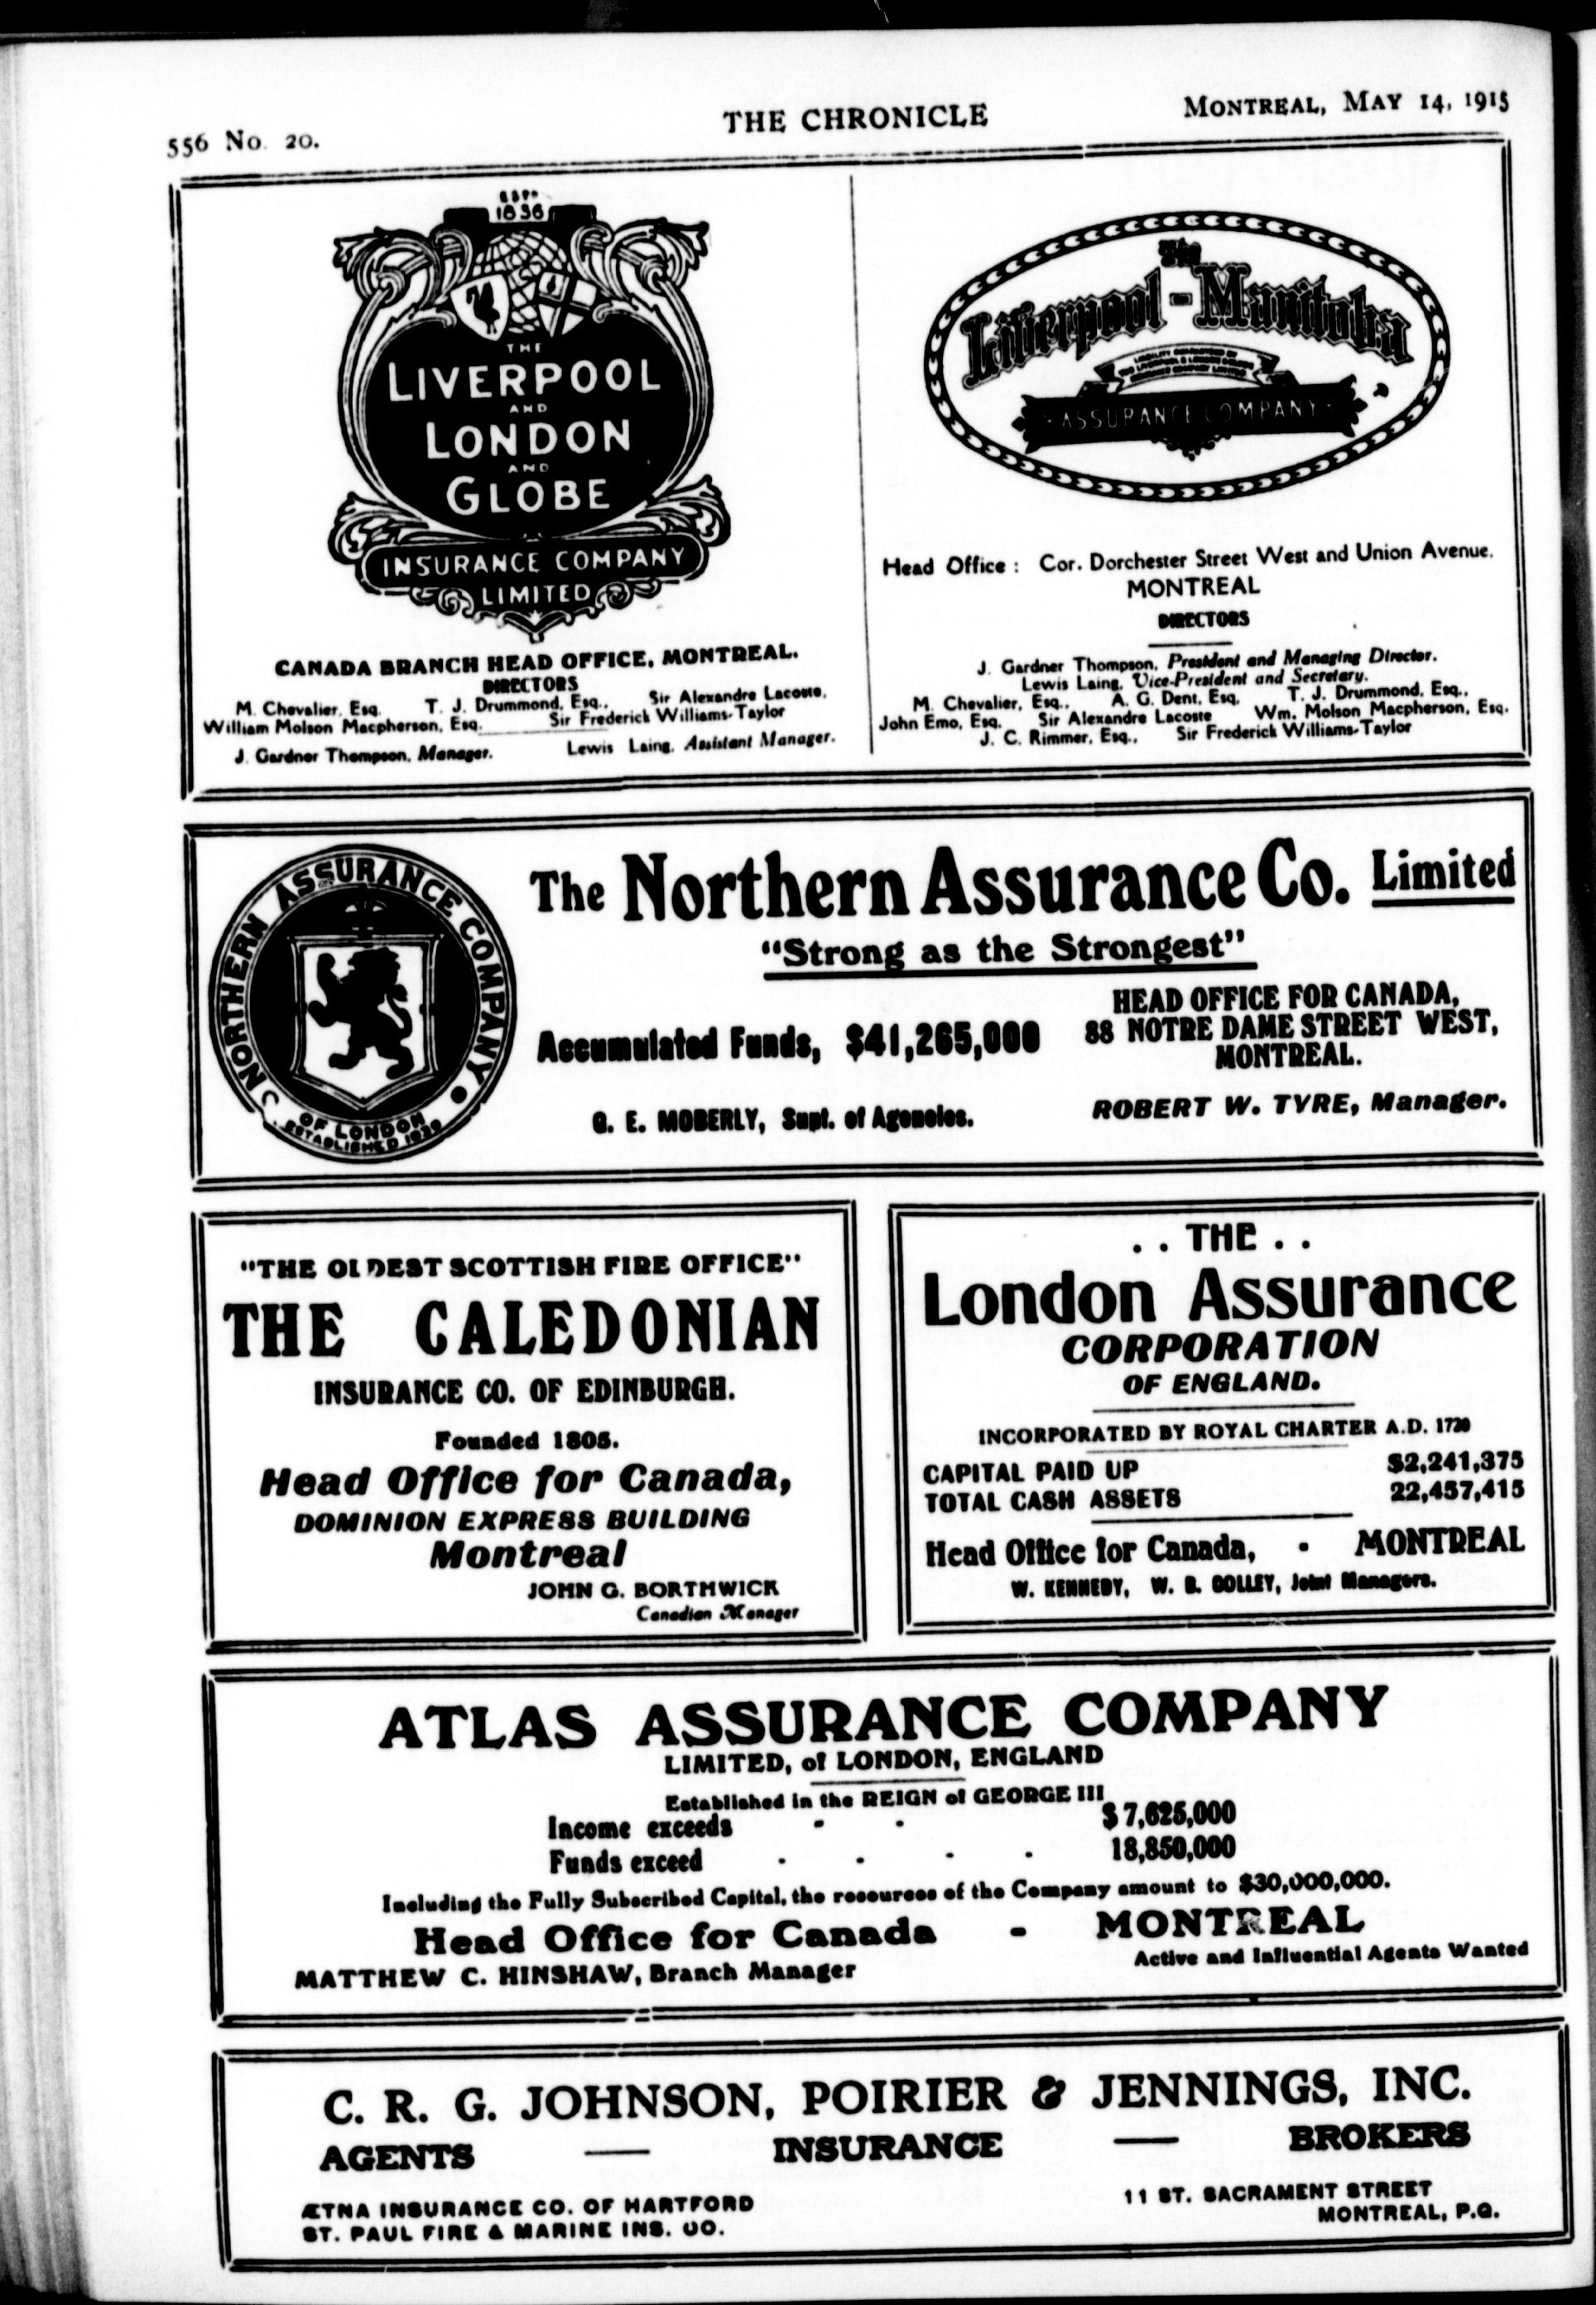 556 No. 20.
THE CHRONICLE
MONTREAL, MAY 14, 1915
ESTD
1836
THE
LIVERPOOL
AND
LONDON
AND
GLOBE
INSURANCE COMPANY
LIMITED
CANADA BRANCH HEAD OFFICE, MONTREAL.
DIRECTORS
M. Chevalier, Esq. T. J. Drummond, Esq., Sir Alexandre Lacoste,
William Molson Macpherson, Esq. Sir Frederick Williams-Taylor
J. Gardner Thompson, Manager. Lewis Laing, Assistant Manager.
The
Liverpool-Manitoba
LIABILITY GUARANTEED BY
THE LIVERPOOL & LONDON & GLOBE
INSURANCE COMPANY LIMITED
ASSURANCE COMPANY
Head Office : Cor. Dorchester Street West and Union Avenue,
MONTREAL
DIRECTORS
J. Gardner Thompson, President and Managing Director.
Lewis Laing, Vice-President and Secretary.
M. Chevalier, Esq., A. G. Dent, Esq, T. J. Drummond, Esq.,
John Emo, Esq. Sir Alexandre Lacoste Wm. Molson Macpherson, Esq.
J. C. Rimmer, Esq., Sir Frederick Williams-Taylor
NORTHERN ASSURANCE COMPANY
OF LONDON
ESTABLISHED 1836
The Northern Assurance Co. Limited
"Strong as the Strongest"
Accumulated Funds, $41,265,000
HEAD OFFICE FOR CANADA,
88 NOTRE DAME STREET WEST,
MONTREAL.
G. E. MOBERLY, Supt. of Agencies.
ROBERT W. TYRE, Manager.
"THE OLDEST SCOTTISH FIRE OFFICE"
THE CALEDONIAN
INSURANCE CO. OF EDINBURGH.
Founded 1805.
Head Office for Canada,
DOMINION EXPRESS BUILDING
Montreal
JOHN G. BORTHWICK
Canadian Manager
. . THE . .
London Assurance
CORPORATION
OF ENGLAND.
INCORPORATED BY ROYAL CHARTER A.D. 1720
CAPITAL PAID UP $2,241,375
TOTAL CASH ASSETS 22,457,415
Head Office for Canada, - MONTREAL
W. KENNEDY, W. B. COLLEY, Joint Managers.
ATLAS ASSURANCE COMPANY
LIMITED, of LONDON, ENGLAND
Established in the REIGN of GEORGE III
Income exceeds - - $ 7,625,000
Funds exceed - - - - 18,850,000
Including the Fully Subscribed Capital, the resources of the Company amount to $30,000,000.
Head Office for Canada - MONTREAL
MATTHEW C. HINSHAW, Branch Manager
Active and Influential Agents Wanted
C. R. G. JOHNSON, POIRIER & JENNINGS, INC.
AGENTS — INSURANCE — BROKERS
ÆTNA INSURANCE CO. OF HARTFORD
ST. PAUL FIRE & MARINE INS. CO.
11 ST. SACRAMENT STREET
MONTREAL, P.Q.